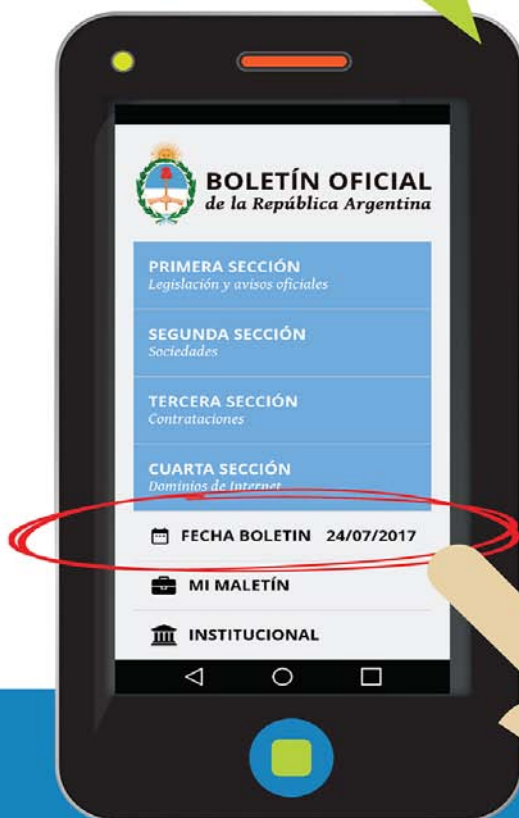 BOLETÍN OFICIAL
de la República Argentina
PRIMERA SECCIÓN
Legislación y avisos oficiales
SEGUNDA SECCIÓN
Sociedades
TERCERA SECCIÓN
Contrataciones
CUARTA SECCIÓN
Dominios de Internet
FECHA BOLETIN 24/07/2017
MI MALETÍN
INSTITUCIONAL